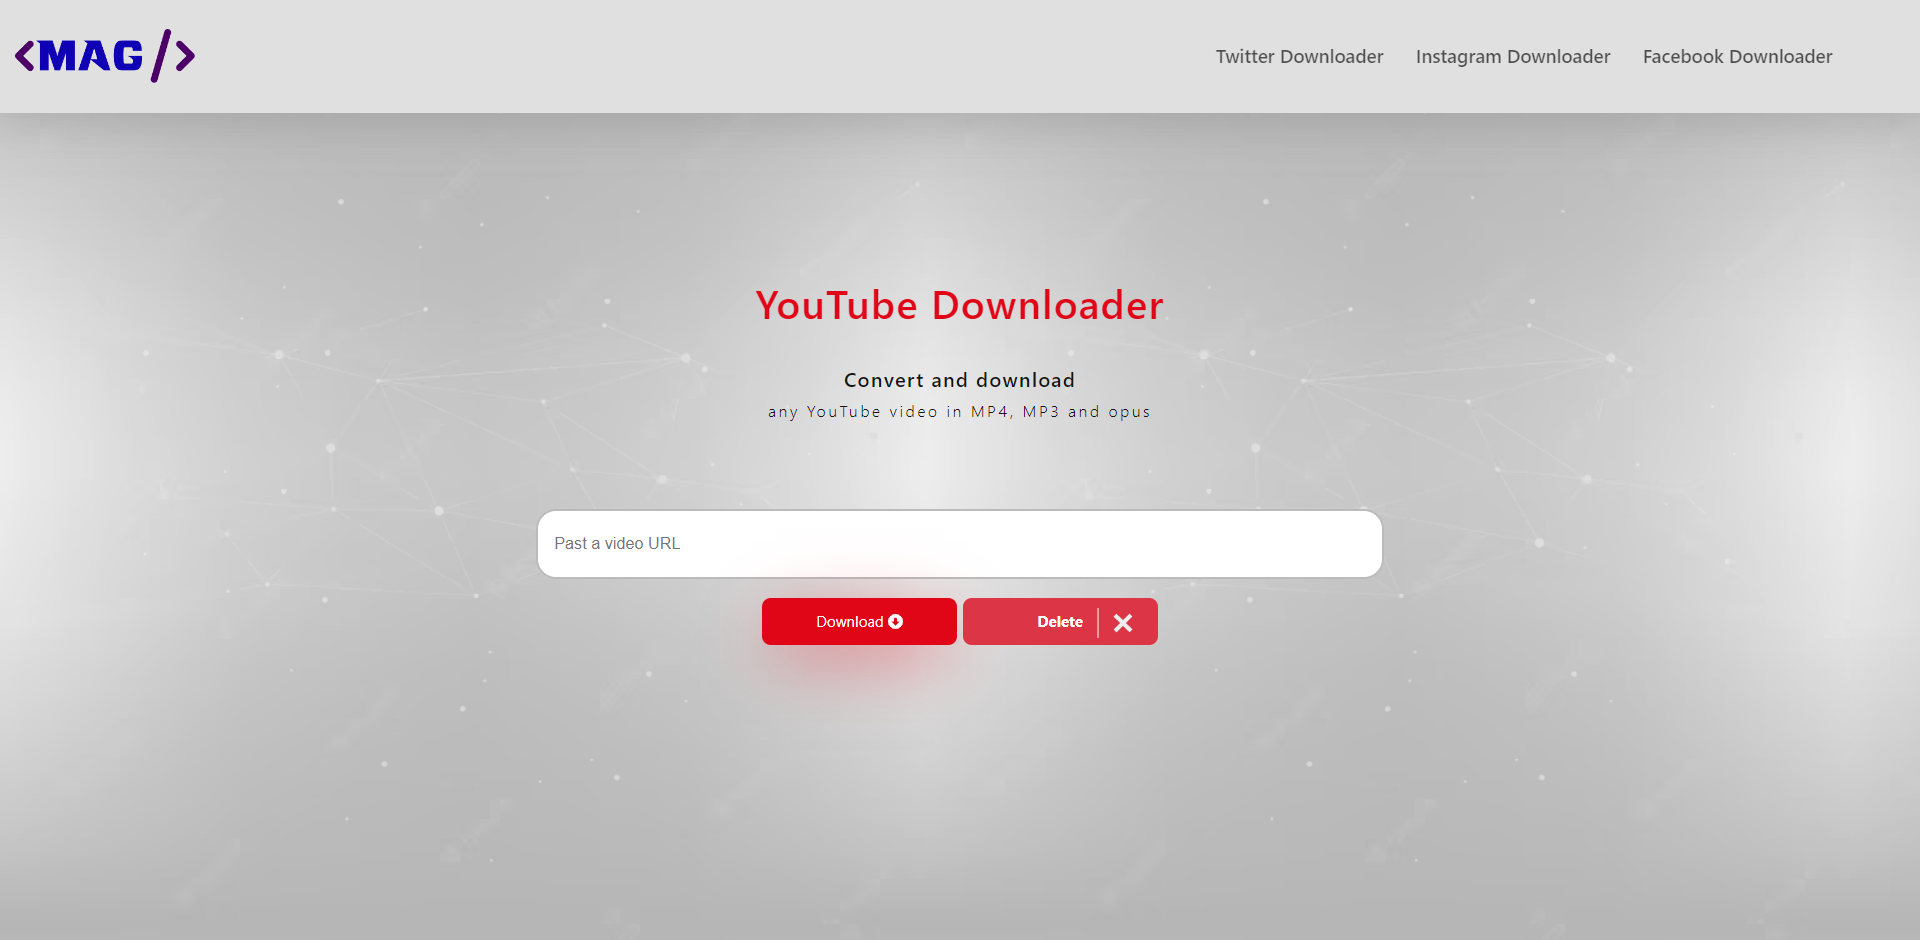 <MAG/>
Twitter Downloader Instagram Downloader Facebook Downloader
YouTube Downloader
Convert and download
any YouTube video in MP4, MP3 and opus
Past a video URL
Download
Delete